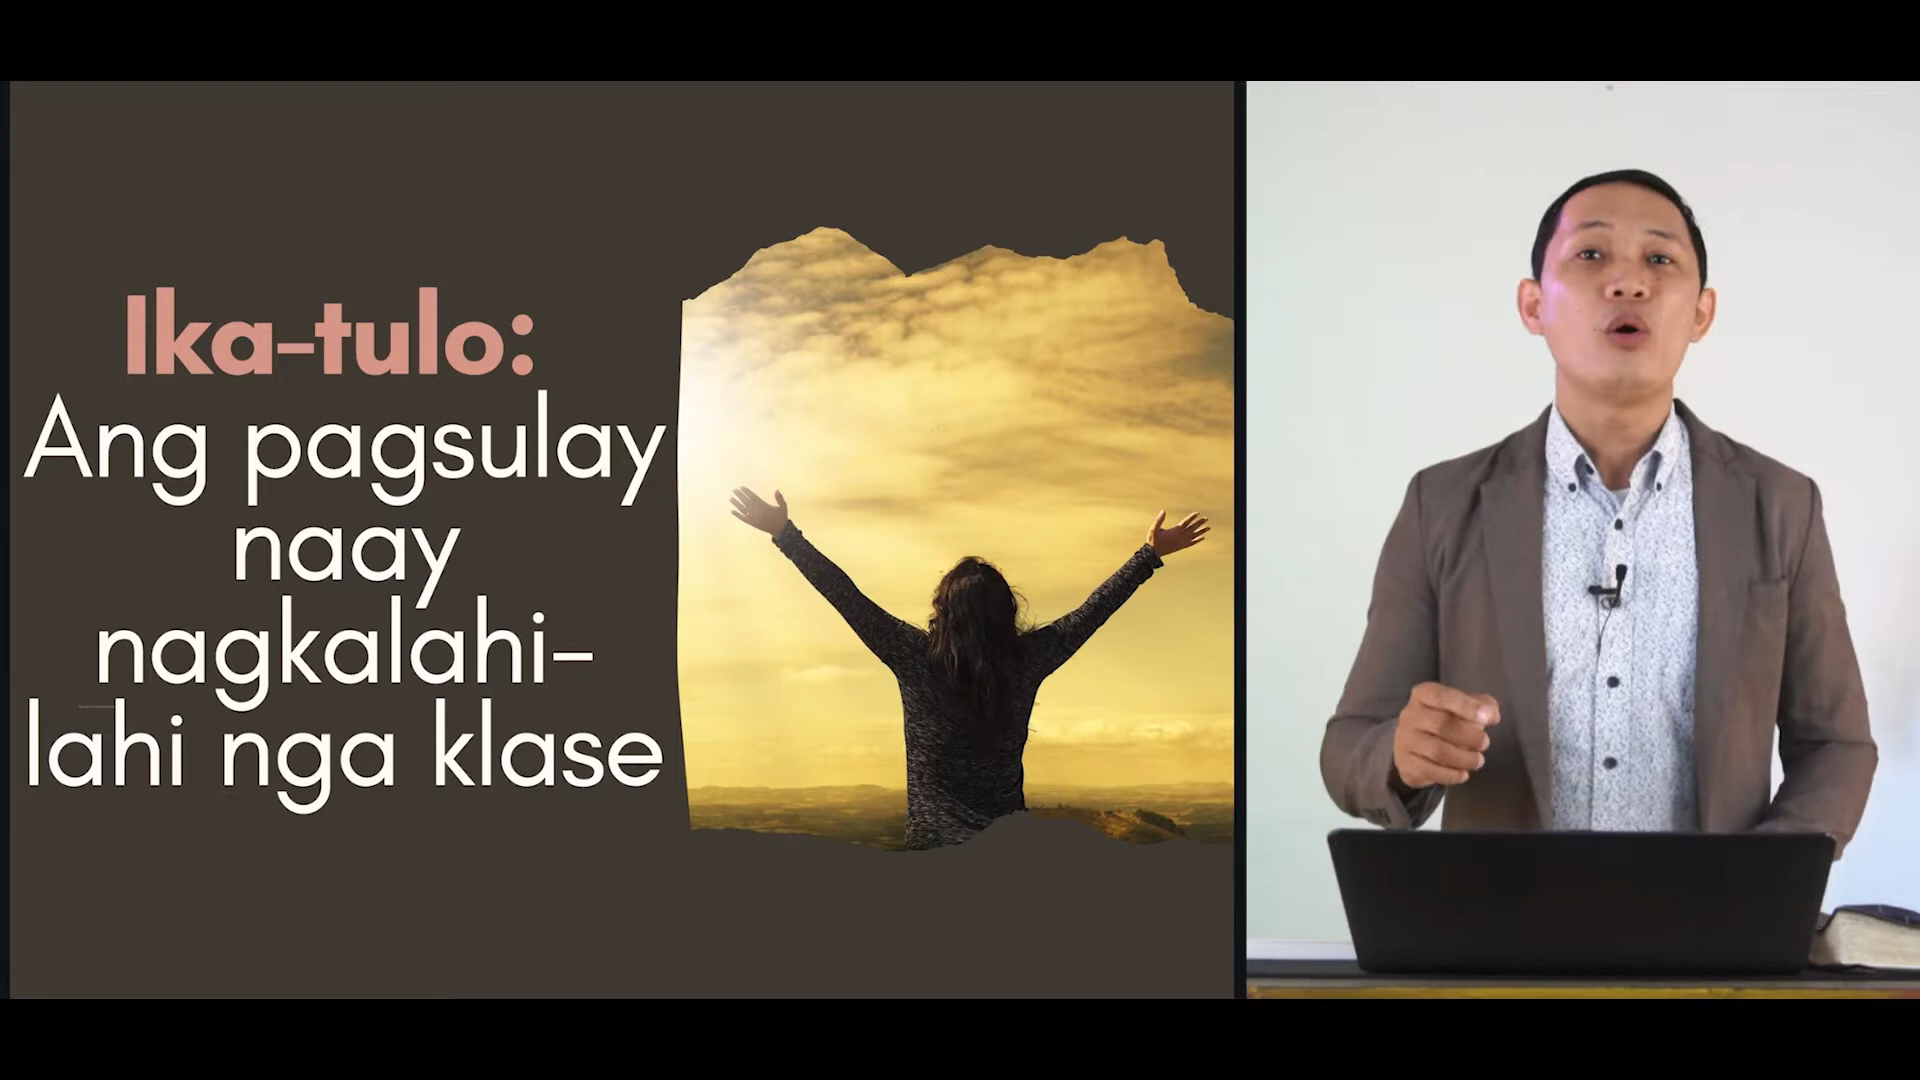 Ika-tulo:
Ang pagsulay
naay
nagkalahi-
lahi nga klase